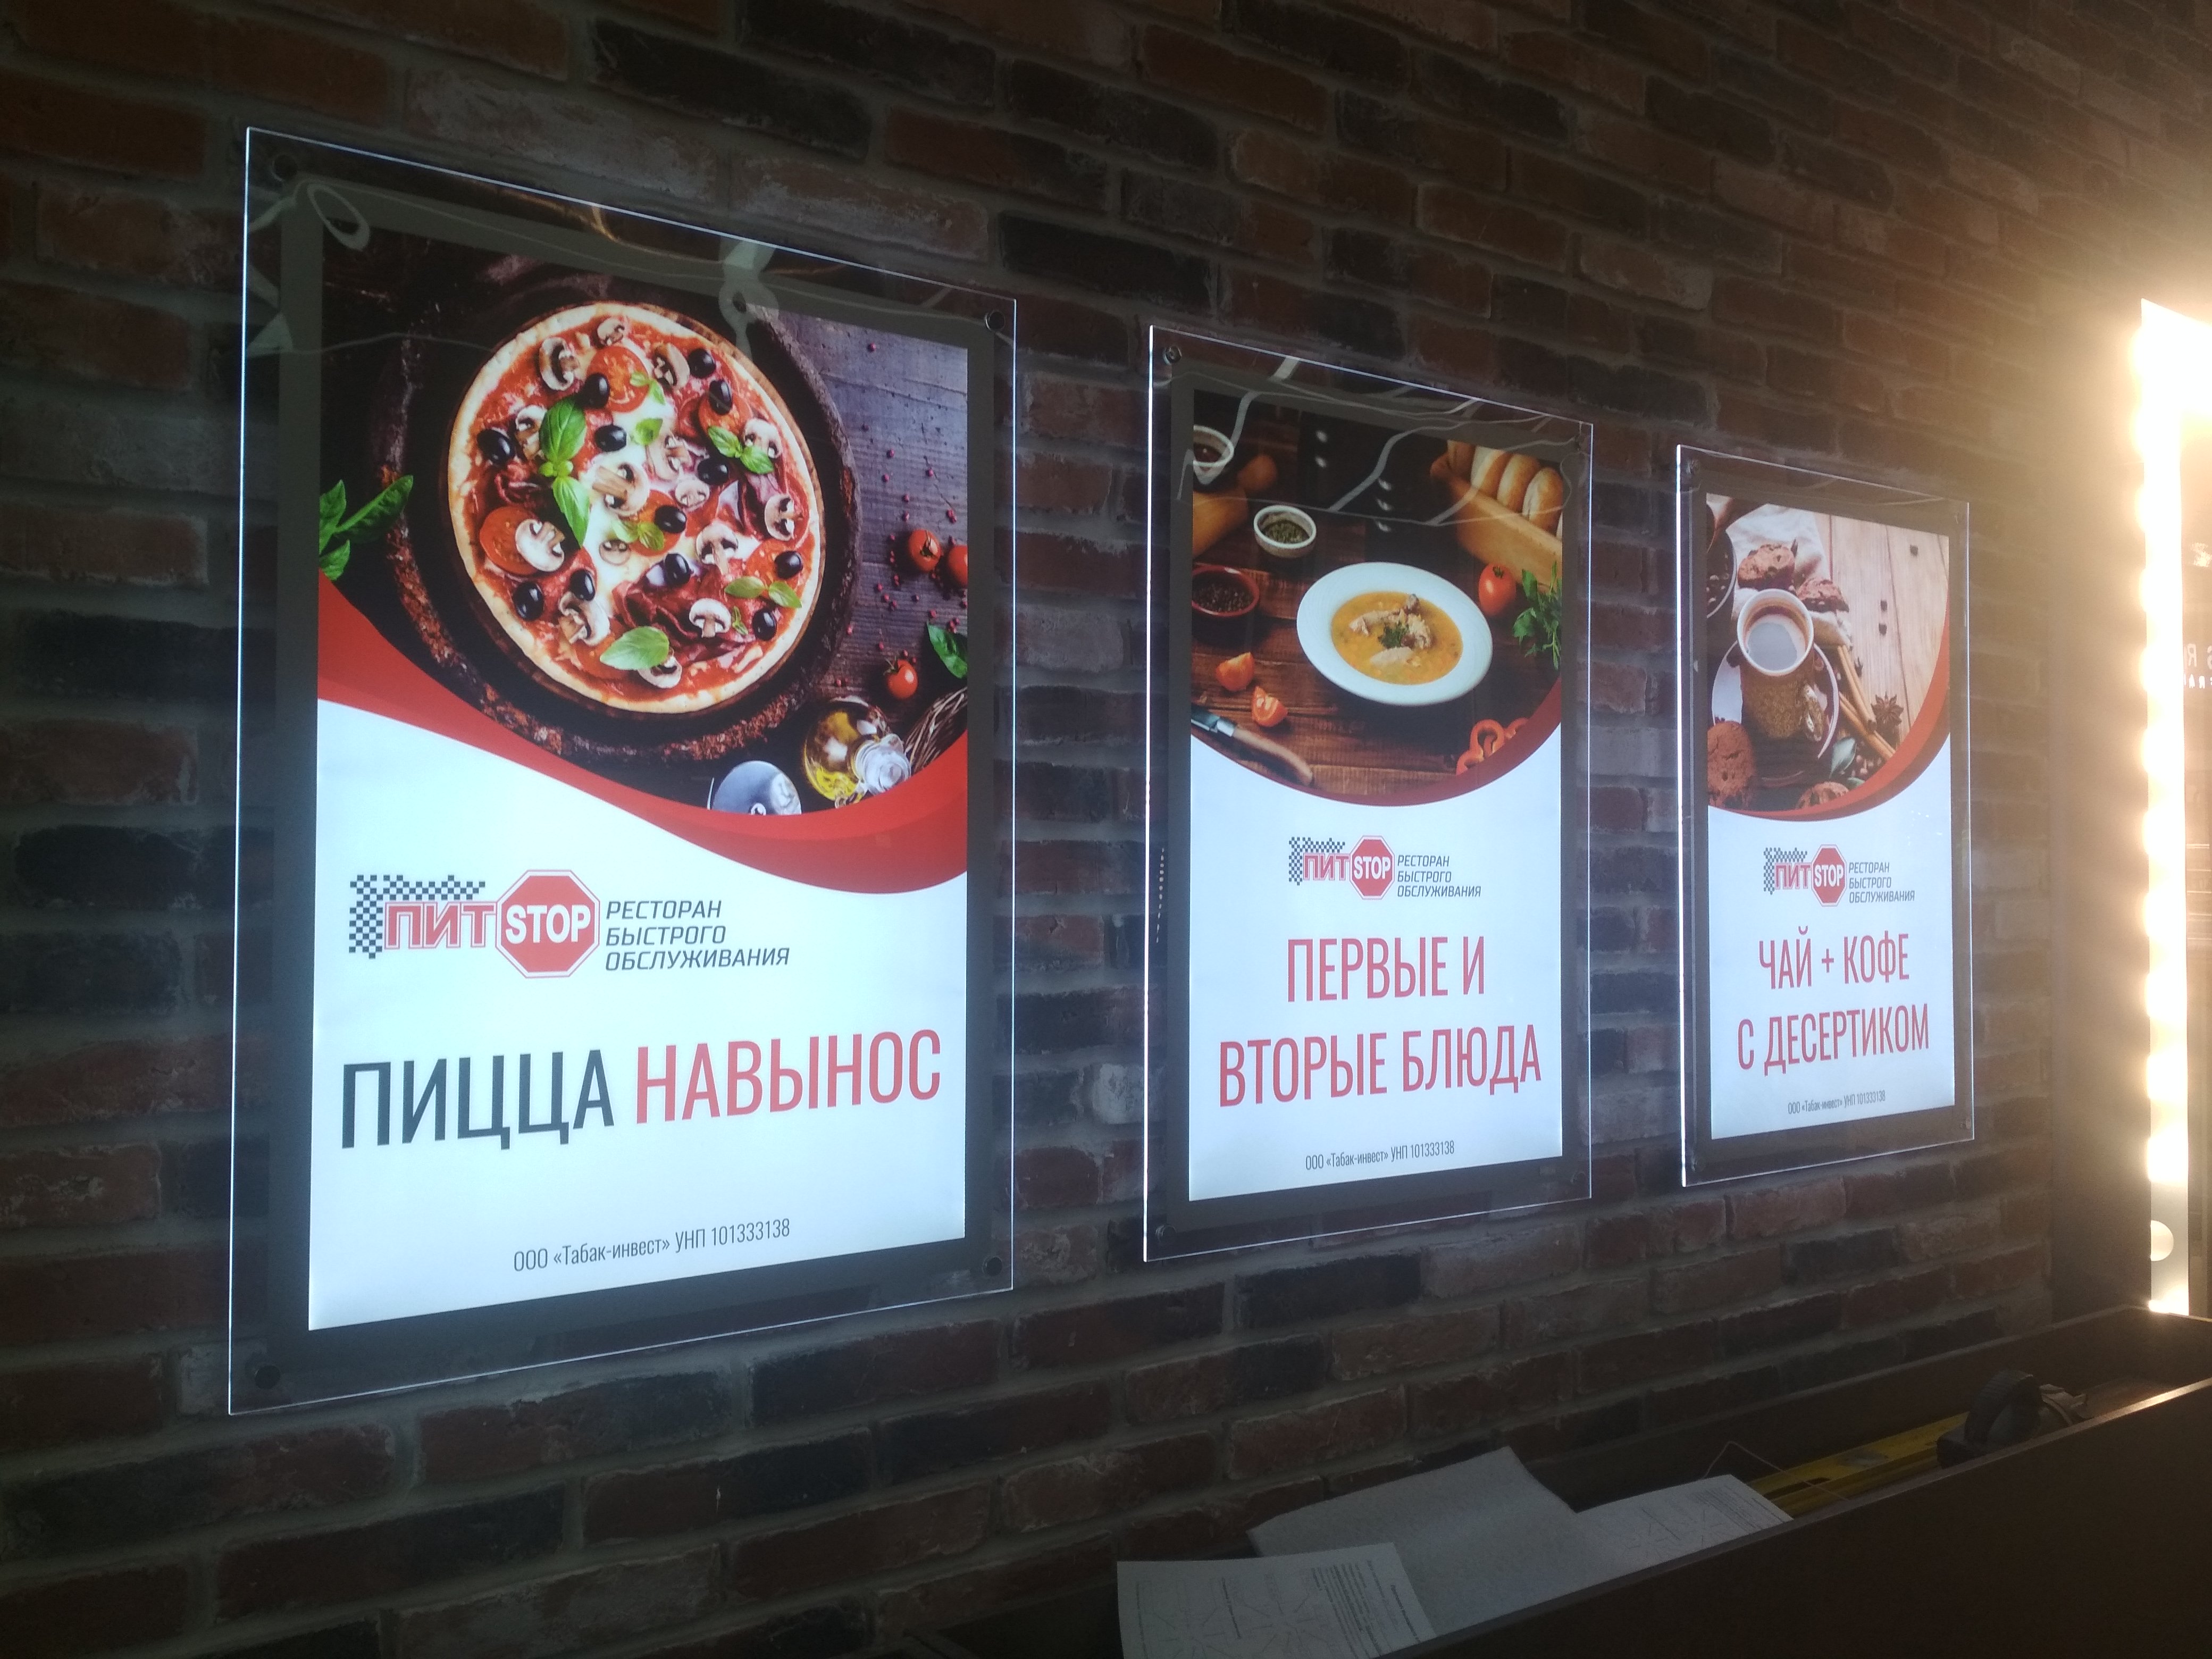 ПИТ STOP РЕСТОРАН
БЫСТРОГО
ОБСЛУЖИВАНИЯ
ПИЦЦА НАВЫНОС
ООО «Табак-инвест» УНП 101333138
ПИТ STOP РЕСТОРАН
БЫСТРОГО
ОБСЛУЖИВАНИЯ
ПЕРВЫЕ И
ВТОРЫЕ БЛЮДА
ООО «Табак-инвест» УНП 101333138
ПИТ STOP РЕСТОРАН
БЫСТРОГО
ОБСЛУЖИВАНИЯ
ЧАЙ + КОФЕ
С ДЕСЕРТИКОМ
ООО «Табак-инвест» УНП 101333138